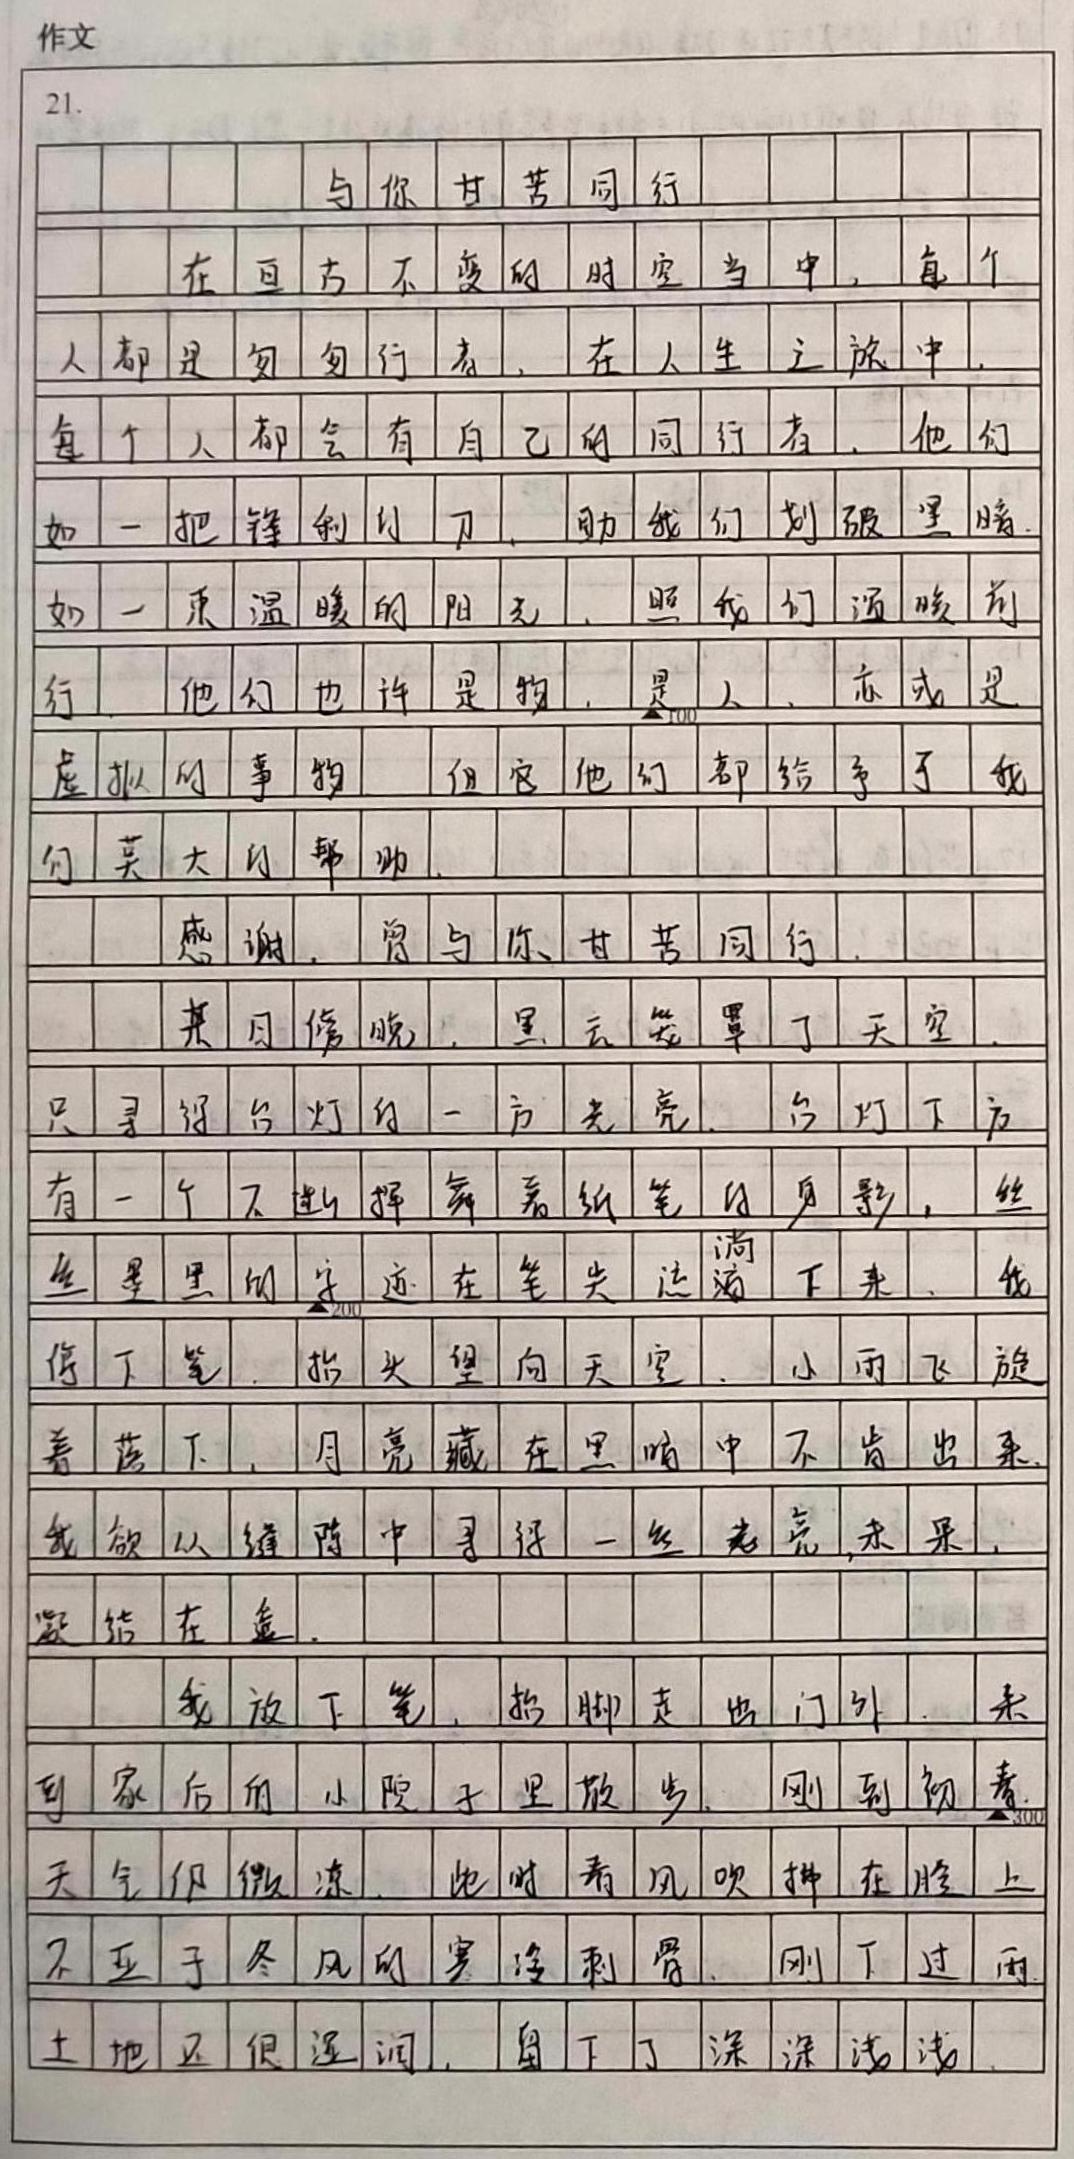 作文
21.
与你甘苦同行
在亘古不变的时空当中，每个
人都是匆匆行者，在人生之旅中，
每个人都会有自己的同行者，他们
如一把锋利的刀，助我们划破黑暗.
如一束温暖的阳光，照我们温暖前
行，他们也许是物，是人，亦或是
▲100
虚拟的事物 但它他们都给予了我
们莫大的帮助.
感谢，曾与你甘苦同行.
某日傍晚，黑云笼罩了天空，
只寻得台灯的一方光亮.台灯下方
有一个不断挥舞着纸笔的身影，丝
丝墨黑的字迹在笔尖流淌下来，我
▲200
停下笔，抬头望向天空，小雨飞旋
着落下，月亮藏在黑暗中不肯出来.
我欲从缝隙中寻得一丝光亮,未果，
凝结在盒.
我放下笔，抬脚走出门外.来
到家后的小院子里散步.刚到初春.
▲300
天气仍微凉.此时春风吹拂在脸上
不亚于冬风的寒冷刺骨.刚下过雨.
土地还很湿润，留下了深深浅浅，